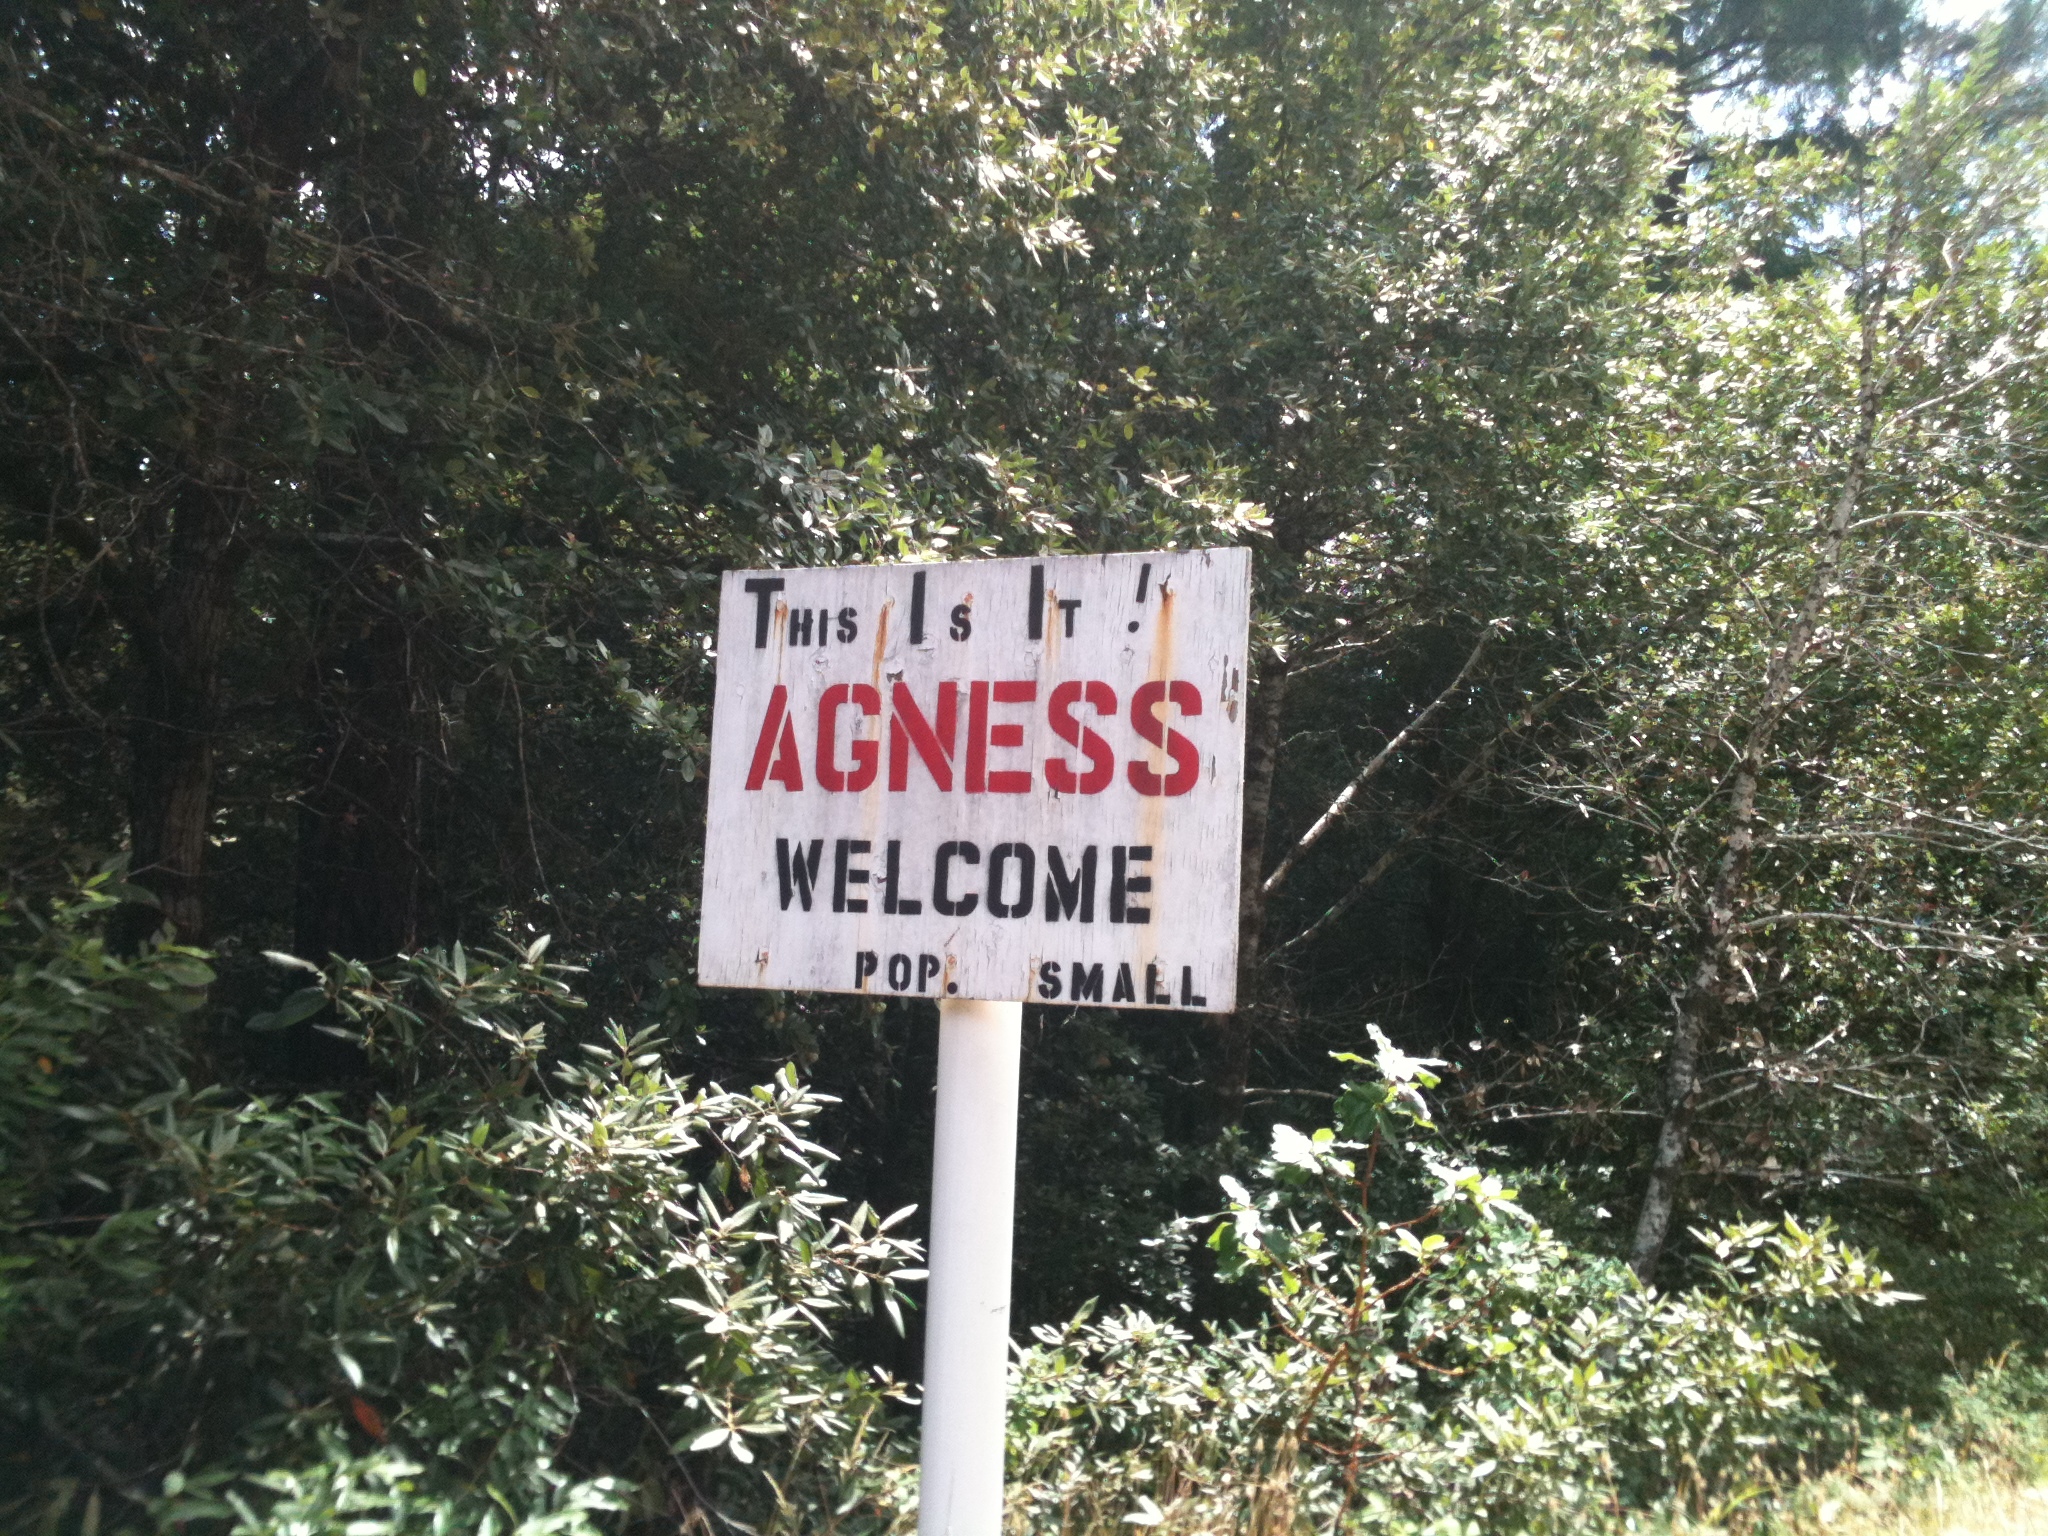 This Is It!
AGNESS
WELCOME
POP. SMALL